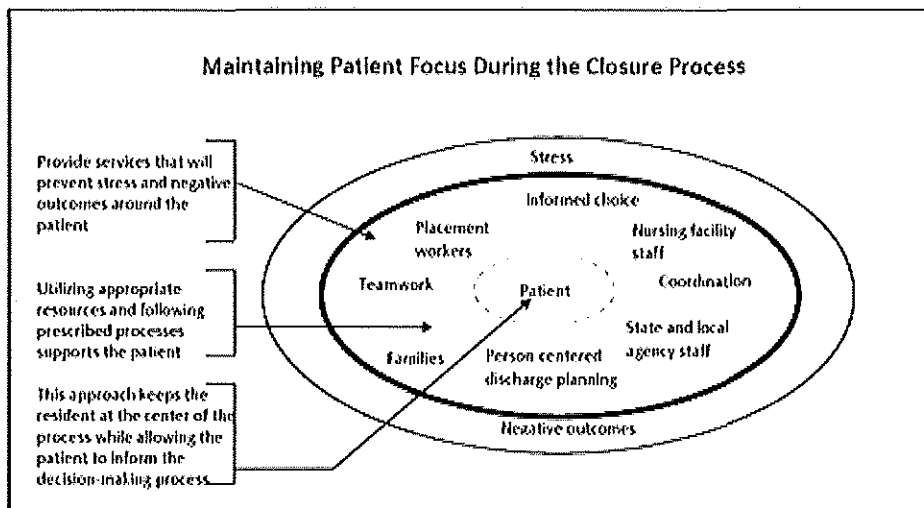 Maintaining Patient Focus During the Closure Process
Provide services that will
prevent stress and negative
outcomes around the
patient
Utilizing appropriate
resources and following
prescribed processes
supports the patient
This approach keeps the
resident at the center of the
process while allowing the
patient to inform the
decision-making process
Stress
Informed choice
Placement
workers
Nursing facility
staff
Teamwork
Patient
Coordination
Families
Person centered
discharge planning
State and local
agency staff
Negative outcomes